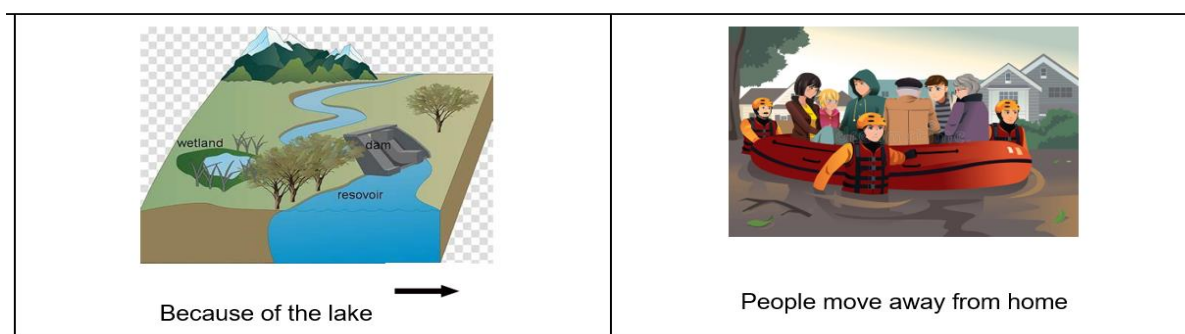 wetland
dam
resovoir
Because of the lake
People move away from home